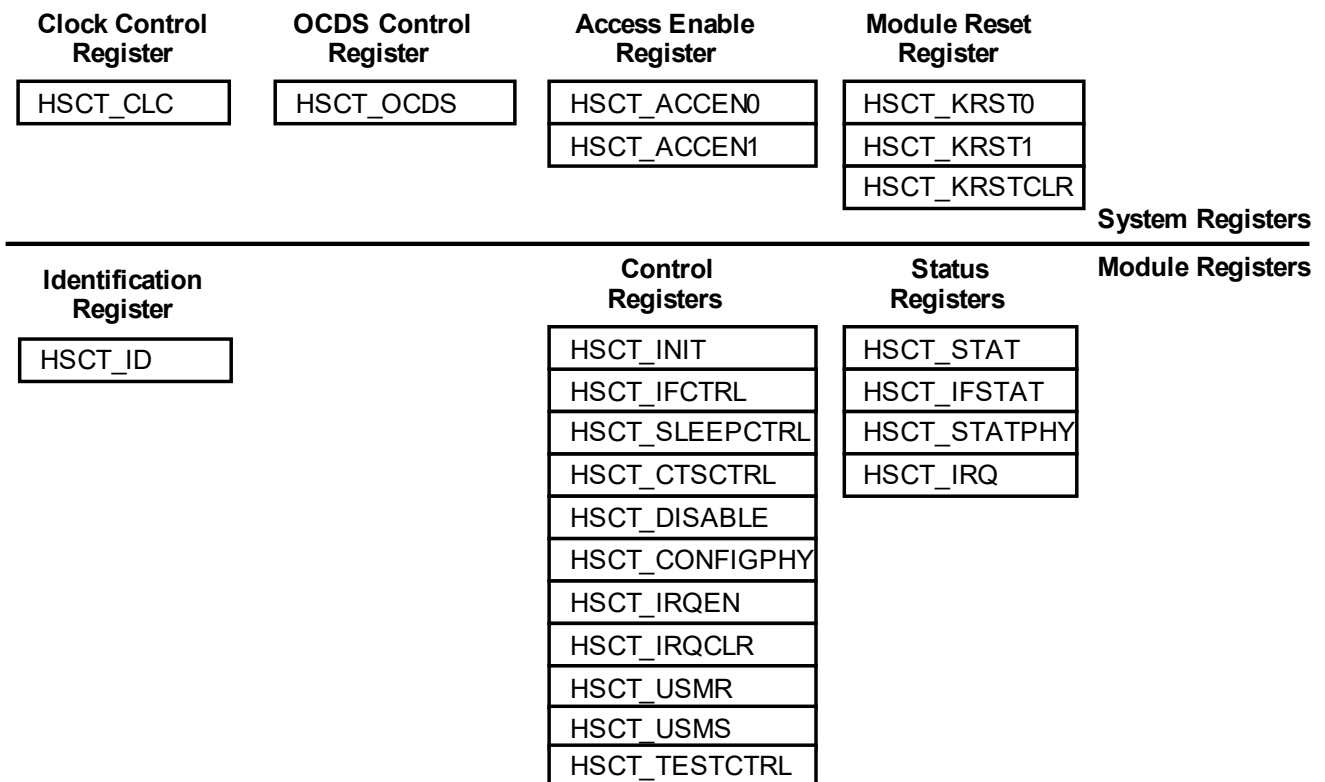 Clock Control
Register
HSCT_CLC
OCDS Control
Register
HSCT_OCDS
Access Enable
Register
HSCT_ACCEN0
HSCT_ACCEN1
Module Reset
Register
HSCT_KRST0
HSCT_KRST1
HSCT_KRSTCLR
System Registers
Module Registers
Identification
Register
HSCT_ID
Control
Registers
HSCT_INIT
HSCT_IFCTRL
HSCT_SLEEPCTRL
HSCT_CTSCTRL
HSCT_DISABLE
HSCT_CONFIGPHY
HSCT_IRQEN
HSCT_IRQCLR
HSCT_USMR
HSCT_USMS
HSCT_TESTCTRL
Status
Registers
HSCT_STAT
HSCT_IFSTAT
HSCT_STATPHY
HSCT_IRQ